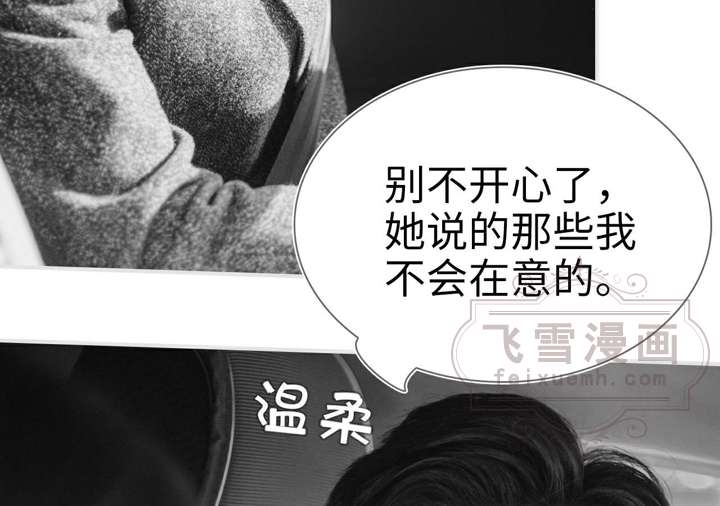 别不开心了，
她说的那些我
不会在意的。
飞雪漫画
feixuemh.com
温柔